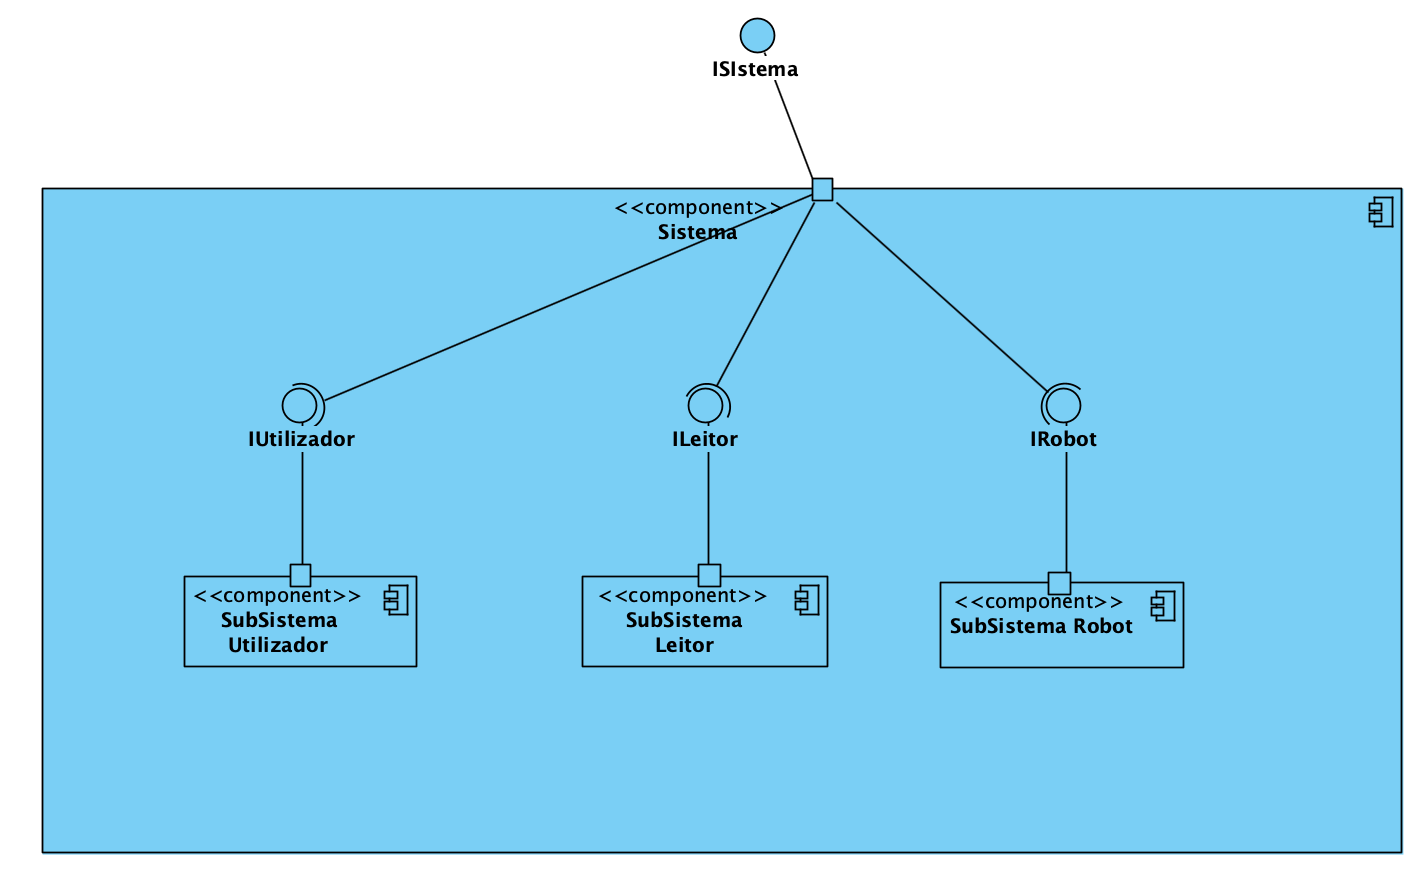 ISIstema
<<component>>
Sistema
IUtilizador
ILeitor
IRobot
<<component>>
SubSistema
Utilizador
<<component>>
SubSistema
Leitor
<<component>>
SubSistema Robot